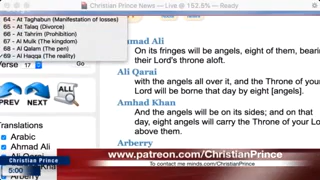 Christian Prince News — Live @ 152.5% — [903]
64 - At Taghabun (Manifestation of losses)
65 - At Talaq (Divorce)
66 - At Tahrim (Prohibition)
67 - Al Mulk (The kingdom)
68 - Al Qalam (The pen)
69 - Al Haqqa (The reality)
Verse 17
PREV
NEXT
ALL
Translations
Arabic
Ahmad Ali
Ahmad Ali
On its fringes will be angels, eight of them, bearing
their Lord's throne aloft.
Ali Qarai
with the angels all over it, and the Throne of your
Lord will be borne that day by eight [angels].
Amhad Khan
And the angels will be on its sides; and on that
day, eight angels will carry the Throne of your Lo
above them.
Arberry
www.patreon.com/ChristianPrince
To contact me minds.com/ChristianPrince
Christian Prince
5:00